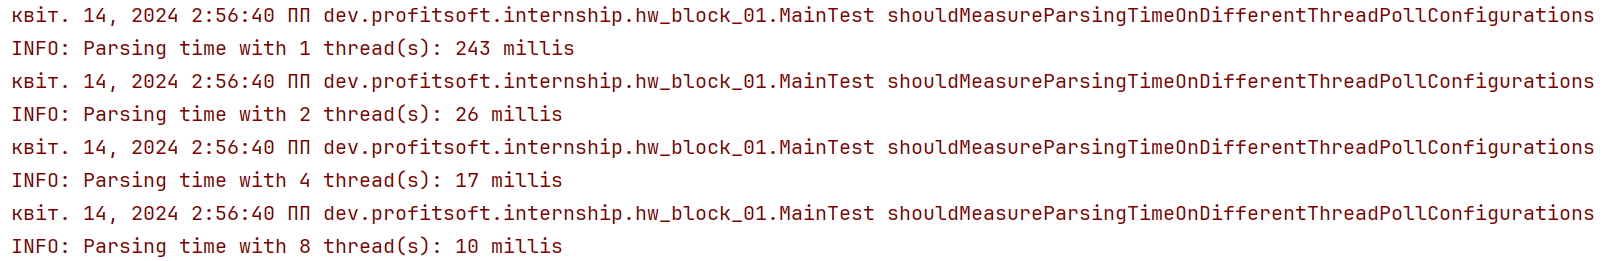 квіт. 14, 2024 2:56:40 ПП dev.profitsoft.internship.hw_block_01.MainTest shouldMeasureParsingTimeOnDifferentThreadPollConfigurations
INFO: Parsing time with 1 thread(s): 243 millis
квіт. 14, 2024 2:56:40 ПП dev.profitsoft.internship.hw_block_01.MainTest shouldMeasureParsingTimeOnDifferentThreadPollConfigurations
INFO: Parsing time with 2 thread(s): 26 millis
квіт. 14, 2024 2:56:40 ПП dev.profitsoft.internship.hw_block_01.MainTest shouldMeasureParsingTimeOnDifferentThreadPollConfigurations
INFO: Parsing time with 4 thread(s): 17 millis
квіт. 14, 2024 2:56:40 ПП dev.profitsoft.internship.hw_block_01.MainTest shouldMeasureParsingTimeOnDifferentThreadPollConfigurations
INFO: Parsing time with 8 thread(s): 10 millis